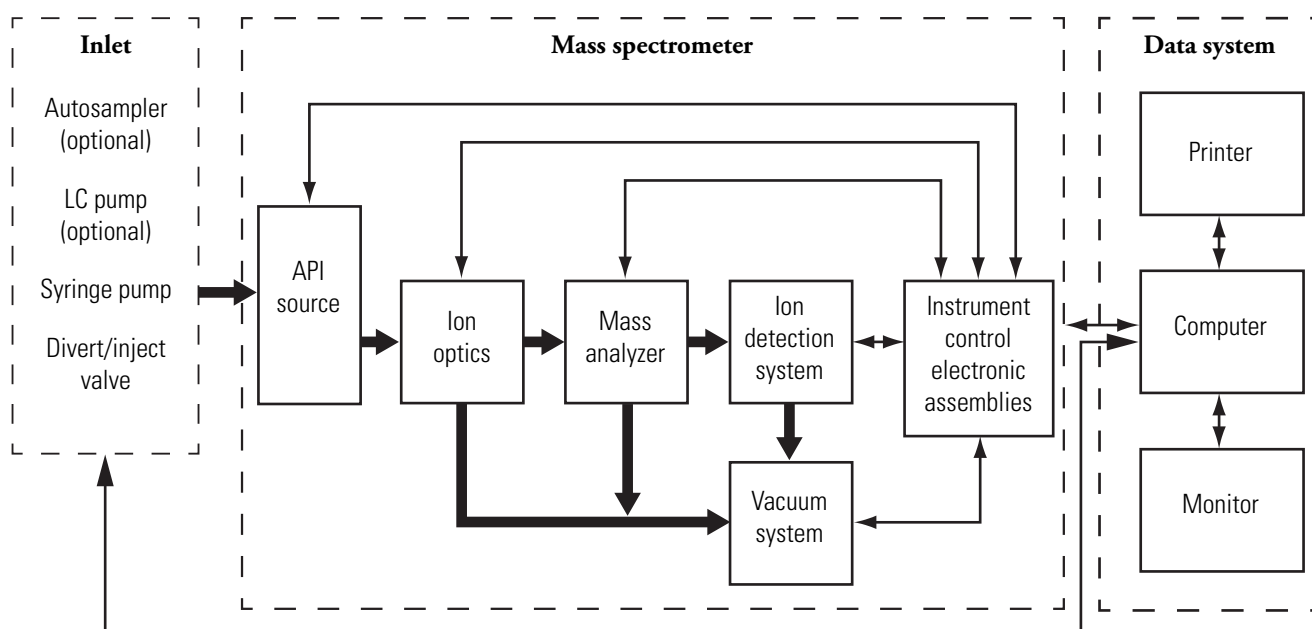 Inlet
Autosampler
(optional)
LC pump
(optional)
Syringe pump
Divert/inject
valve
Mass spectrometer
API
source
Ion
optics
Mass
analyzer
Ion
detection
system
Instrument
control
electronic
assemblies
Vacuum
system
Data system
Printer
Computer
Monitor